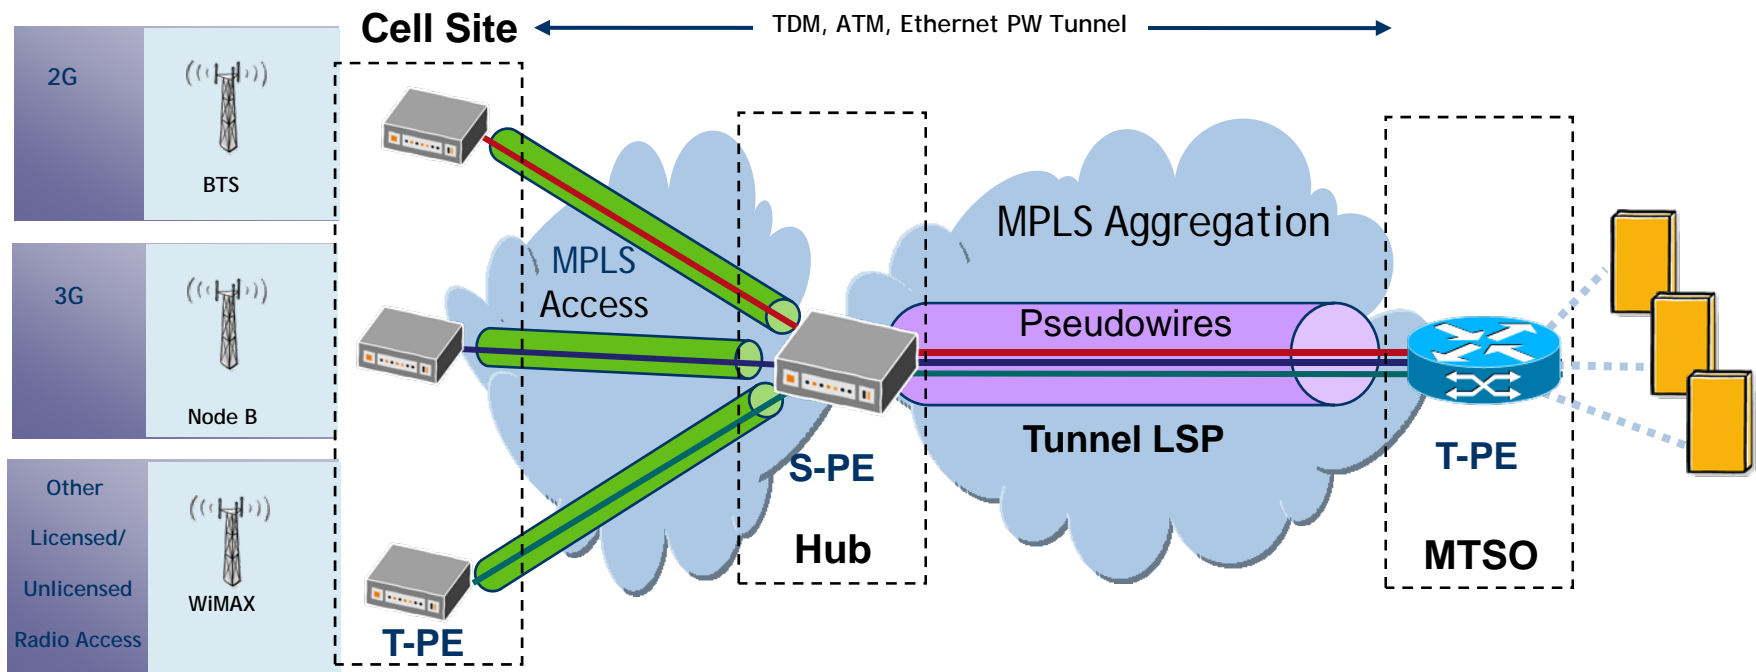 Cell Site
TDM, ATM, Ethernet PW Tunnel
2G
BTS
3G
Node B
Other
Licensed/
Unlicensed
Radio Access
WiMAX
T-PE
MPLS
Access
S-PE
Hub
MPLS Aggregation
Pseudowires
Tunnel LSP
T-PE
MTSO